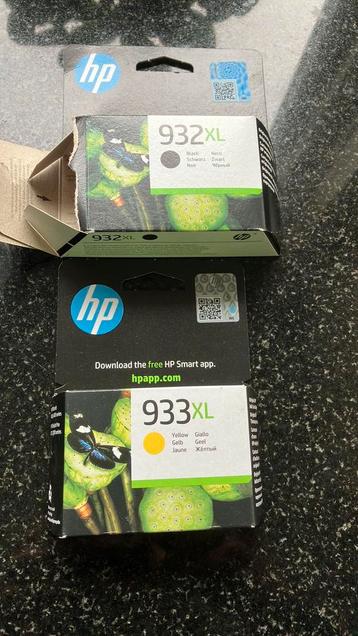 hp
932XL
Black Nero
Schwarz Zwart
Noir Чёрный
932XL
hp
hp
Download the free HP Smart app.
hpapp.com
933XL
Yellow Giallo
Gelb Geel
Jaune Жёлтый